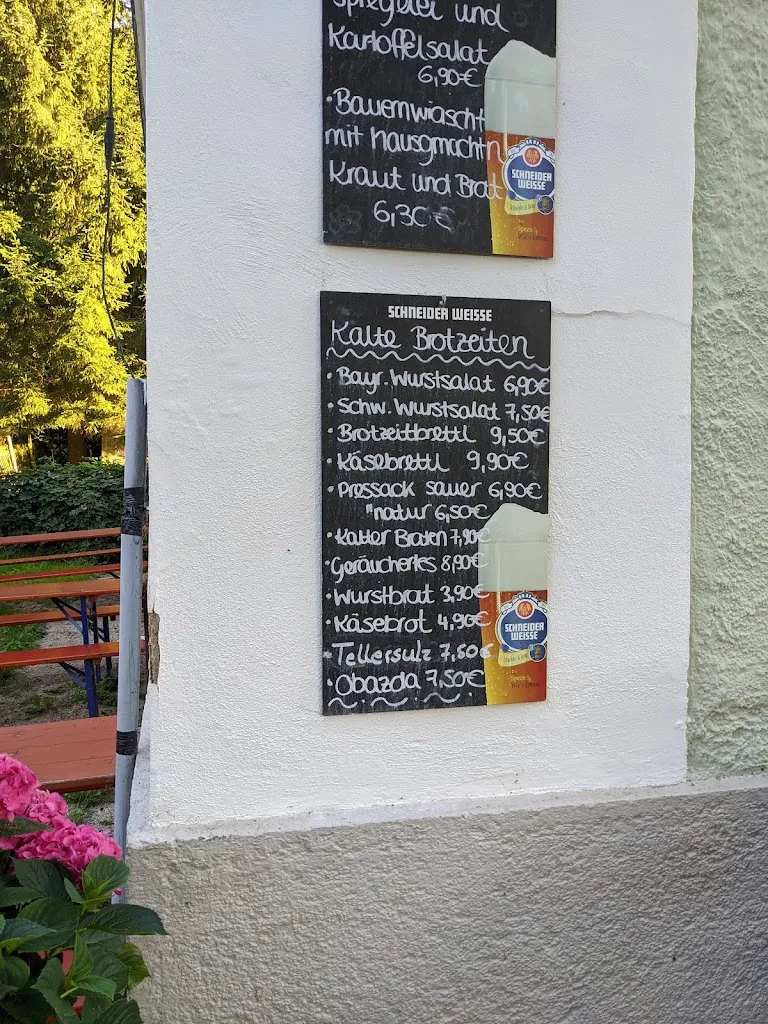 Spiegelei und
Kartoffelsalat
6,90€
• Bauernwürscht
mit Hausgmachtn
Kraut und Brot
6,30€
SCHNEIDER
WEISSE
SCHNEIDER WEISSE
Kalte Brotzeiten
• Bayr. Wurstsalat 6,90€
• Schw. Wurstsalat 7,50€
• Brotzeitbrettl 9,50€
• Käsebrettl 9,90€
• Pressack sauer 6,90€
"natur 6,50€
• Kalter Braten 7,90€
Geräuchertes 8,90€
• Wurstbrot 3,90€
• Käsebrot 4,90€
• Tellersulz 7,50€
• Obazda 7,50€
SCHNEIDER
WEISSE